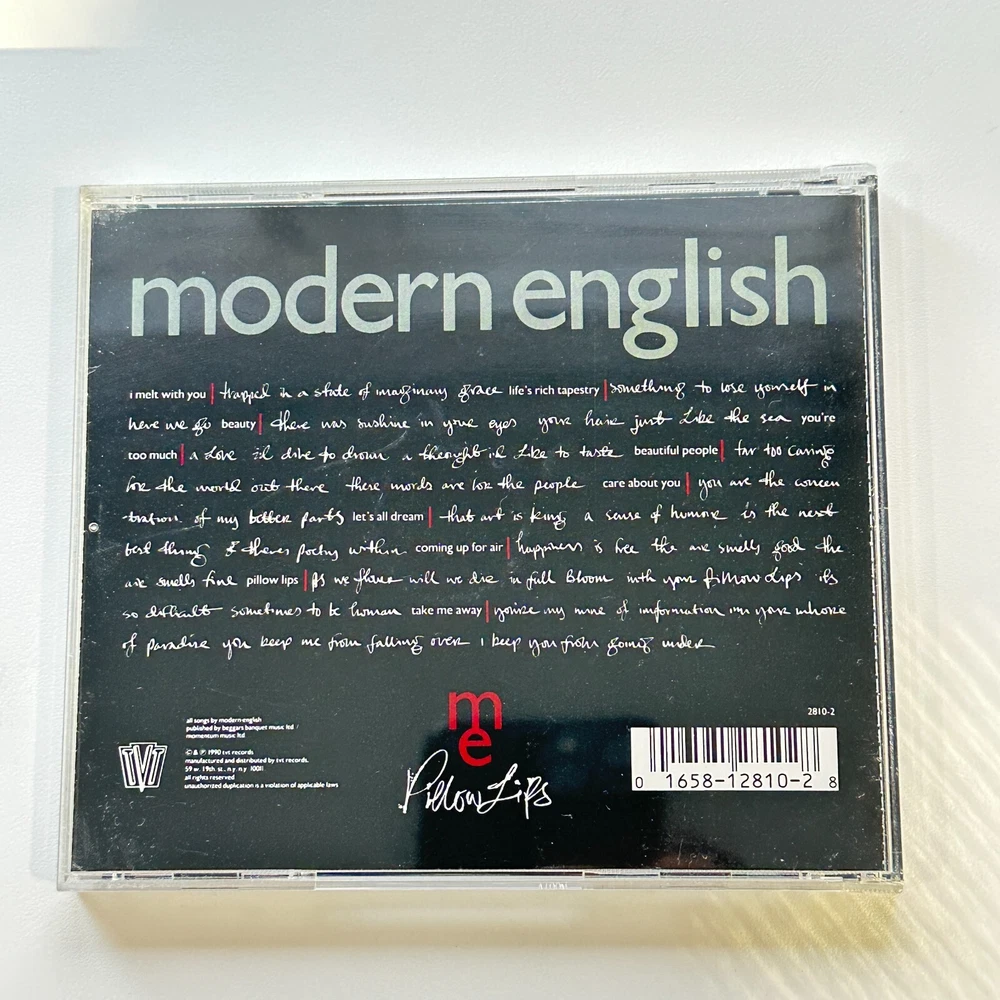 modern english
i melt with you | trapped in a state of imaginary grace life's rich tapestry | something to lose yourself in
here we go beauty | there was sushine in your eyes your hair just like the sea you're
too much | a love i'd dive to drown a thought i'd like to taste beautiful people | far too caring
for the world out there these words are for the people care about you | you are the concen
tration of my better parts let's all dream | that art is king a sense of humour is the next
best thing & theres poetry within coming up for air | happiness is free the air smells good the
air smells fine pillow lips | As we flower will we die in full Bloom with your Pillow Lips its
so difficult sometimes to be human take me away | you're my mine of information i'm your whore
of paradise you keep me from falling over i keep you from going under
all songs by modern english
published by beggars banquet music ltd /
momentum music ltd
© & ℗ 1990 tvt records
manufactured and distributed by tvt records.
59 w. 19th st., n.y. n.y. 10011
all rights reserved
unauthorized duplication is a violation of applicable laws
TVT
m
e
Pillow Lips
2810-2
0 1658-12810-2 8